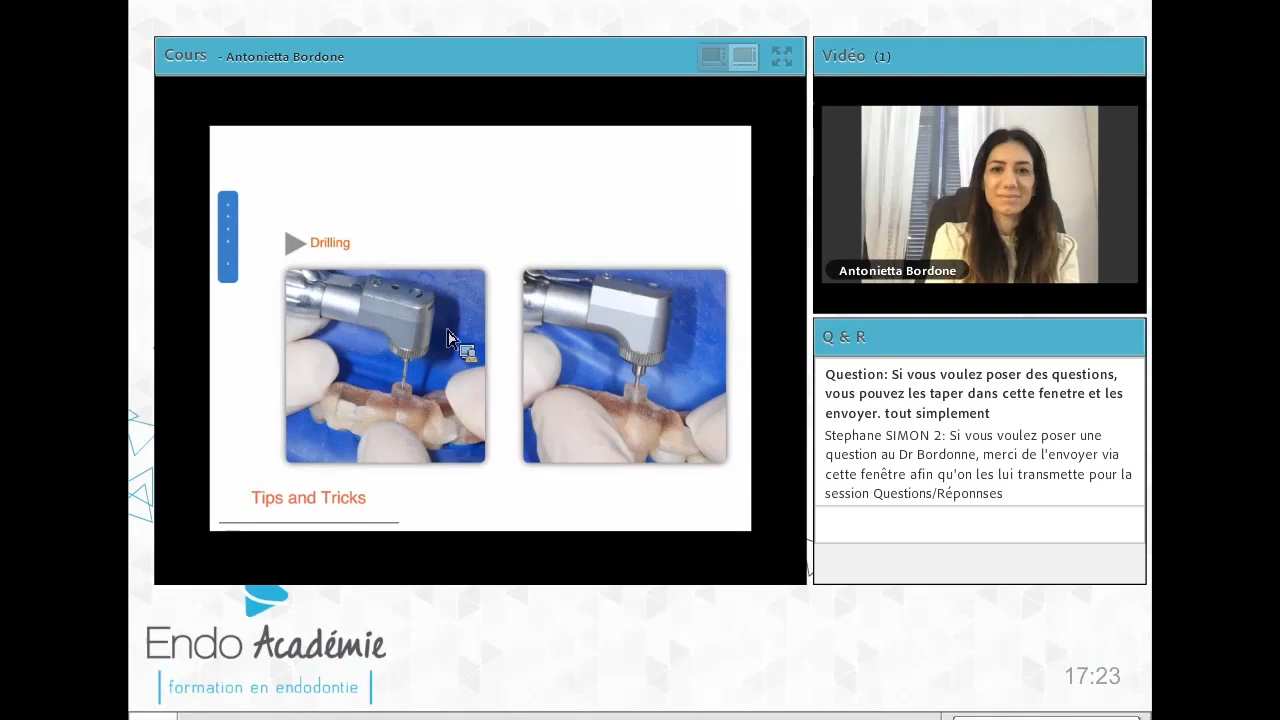 Cours - Antonietta Bordone
Drilling
Tips and Tricks
Vidéo (1)
Antonietta Bordone
Q & R
Question: Si vous voulez poser des questions,
vous pouvez les taper dans cette fenetre et les
envoyer. tout simplement
Stephane SIMON 2: Si vous voulez poser une
question au Dr Bordonne, merci de l'envoyer via
cette fenêtre afin qu'on les lui transmette pour la
session Questions/Réponnses
Endo Académie
formation en endodontie
17:23